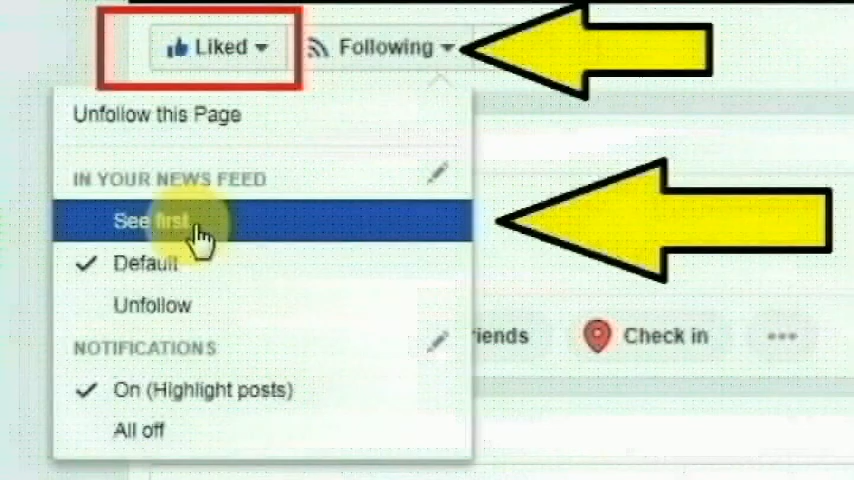 Liked Following
Unfollow this Page
IN YOUR NEWS FEED
See first
Default
Unfollow
riends Check in
NOTIFICATIONS
On (Highlight posts)
All off